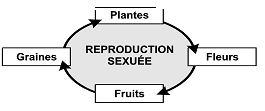 Plantes
REPRODUCTION
SEXUÉE
Graines
Fleurs
Fruits